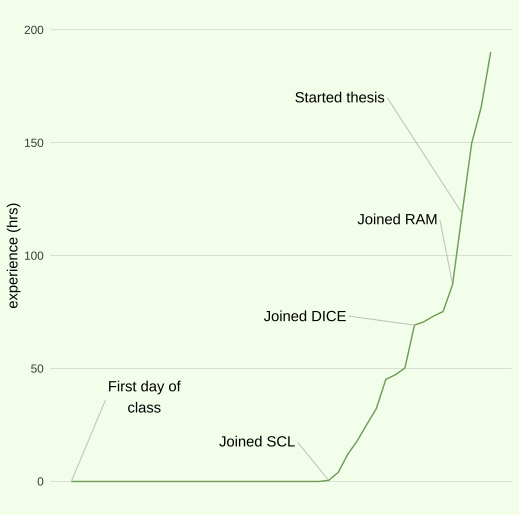 200
Started thesis
150
Joined RAM
experience (hrs)
100
Joined DICE
50
First day of
class
Joined SCL
0